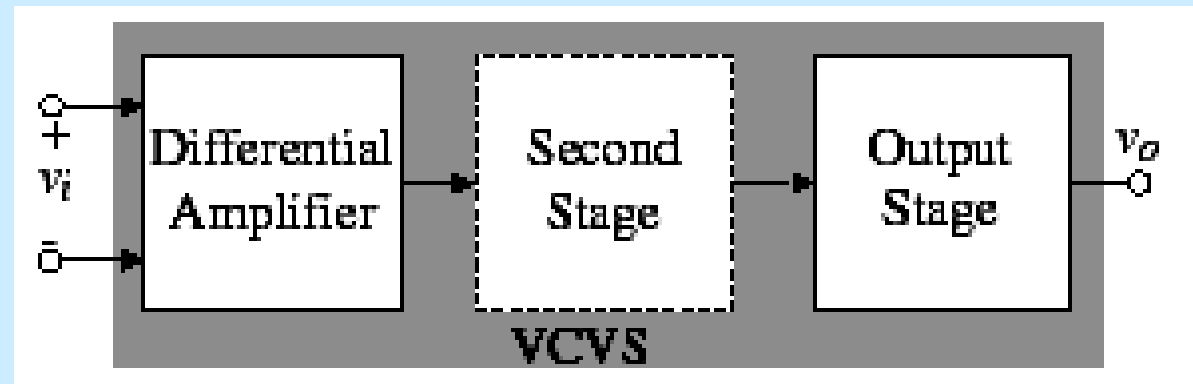 +
v_i
-
Differential
Amplifier
Second
Stage
Output
Stage
v_o
VCVS